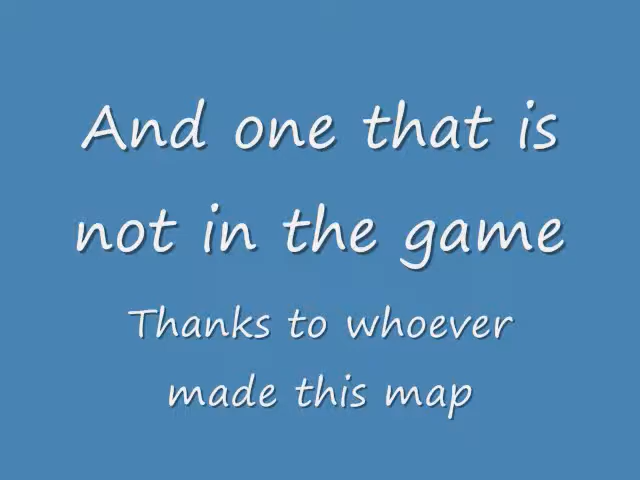 And one that is
not in the game
Thanks to whoever
made this map